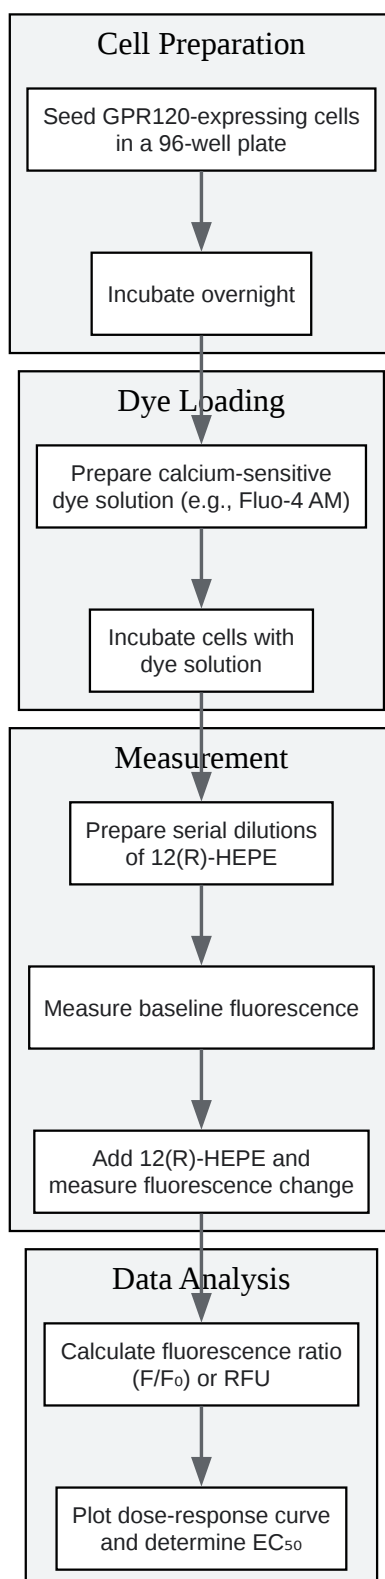 Cell Preparation
Seed GPR120-expressing cells
in a 96-well plate
Incubate overnight
Dye Loading
Prepare calcium-sensitive
dye solution (e.g., Fluo-4 AM)
Incubate cells with
dye solution
Measurement
Prepare serial dilutions
of 12(R)-HEPE
Measure baseline fluorescence
Add 12(R)-HEPE and
measure fluorescence change
Data Analysis
Calculate fluorescence ratio
(F/F₀) or RFU
Plot dose-response curve
and determine EC₅₀